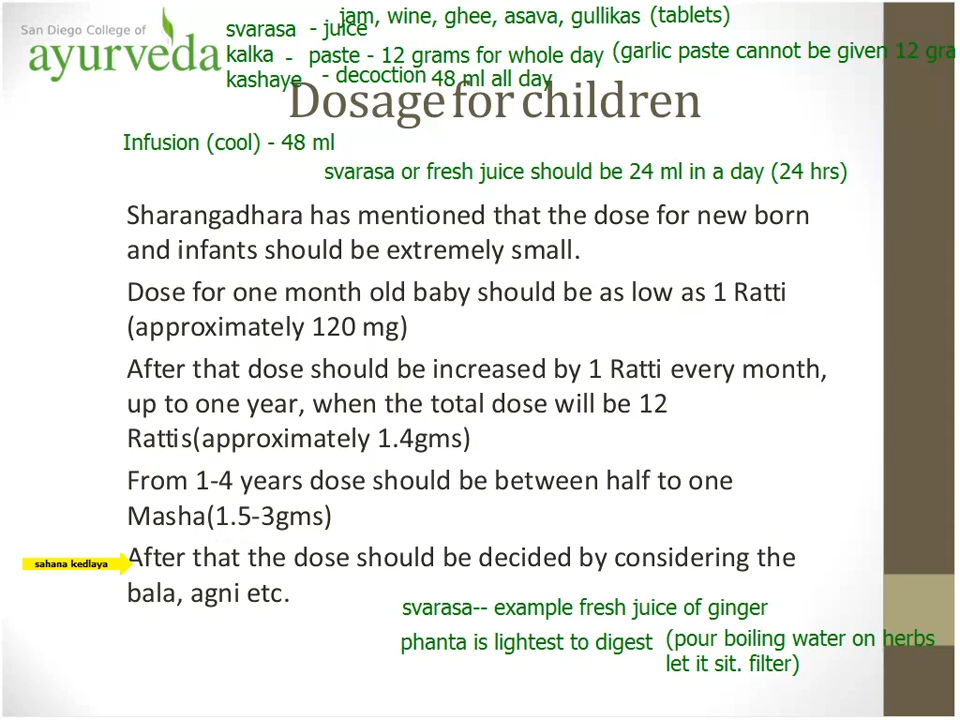 San Diego College of
ayurveda
jam, wine, ghee, asava, gullikas (tablets)
svarasa - juice
kalka - paste - 12 grams for whole day (garlic paste cannot be given 12 gra
kashaye - decoction 48 ml all day
Dosage for children
Infusion (cool) - 48 ml
svarasa or fresh juice should be 24 ml in a day (24 hrs)
Sharangadhara has mentioned that the dose for new born
and infants should be extremely small.
Dose for one month old baby should be as low as 1 Ratti
(approximately 120 mg)
After that dose should be increased by 1 Ratti every month,
up to one year, when the total dose will be 12
Rattis(approximately 1.4gms)
From 1-4 years dose should be between half to one
Masha(1.5-3gms)
sahana kedlaya
After that the dose should be decided by considering the
bala, agni etc.
svarasa-- example fresh juice of ginger
phanta is lightest to digest (pour boiling water on herbs
let it sit. filter)